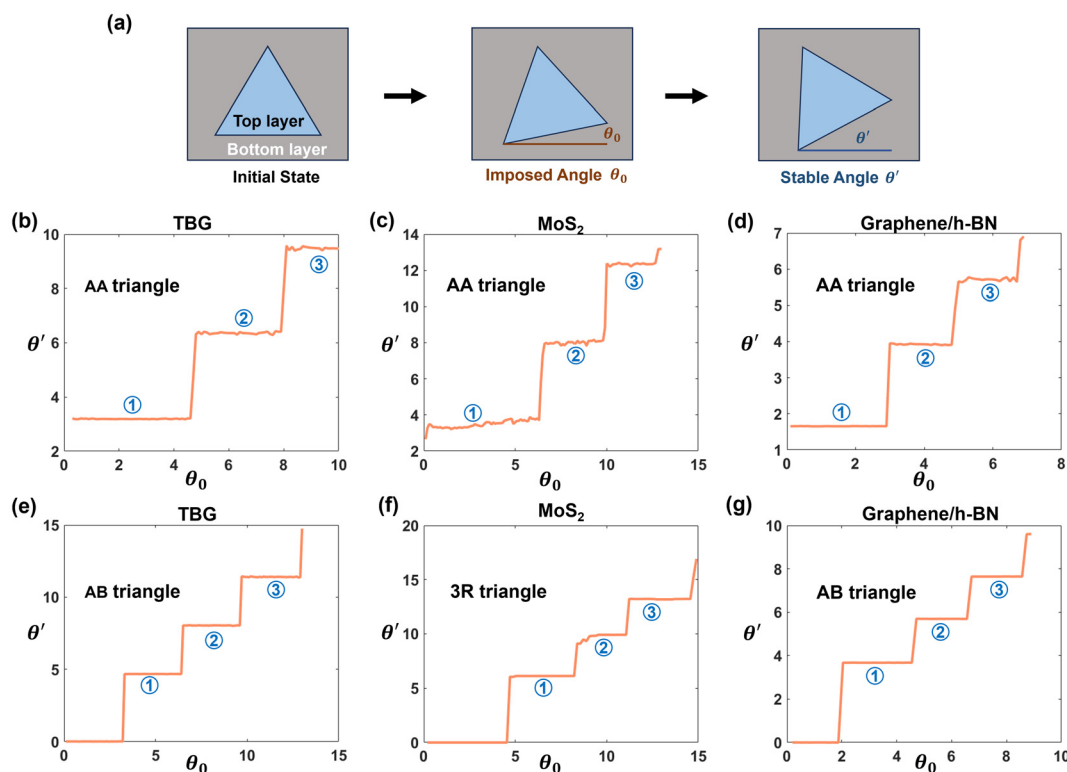 (a)
Top layer
Bottom layer
Initial State
θ₀
Imposed Angle θ₀
θ′
Stable Angle θ′
(b)
TBG
10
8
6
4
2
θ′
AA triangle
①
②
③
0 2 4 6 8 10
θ₀
(c)
MoS₂
14
12
10
8
6
4
2
0
θ′
AA triangle
①
②
③
0 5 10 15
θ₀
(d)
Graphene/h-BN
7
6
5
4
3
2
1
θ′
AA triangle
①
②
③
0 2 4 6 8
θ₀
(e)
TBG
15
10
5
0
θ′
AB triangle
①
②
③
0 5 10 15
θ₀
(f)
MoS₂
20
15
10
5
0
θ′
3R triangle
①
②
③
0 5 10 15
θ₀
(g)
Graphene/h-BN
10
8
6
4
2
0
θ′
AB triangle
①
②
③
0 2 4 6 8 10
θ₀